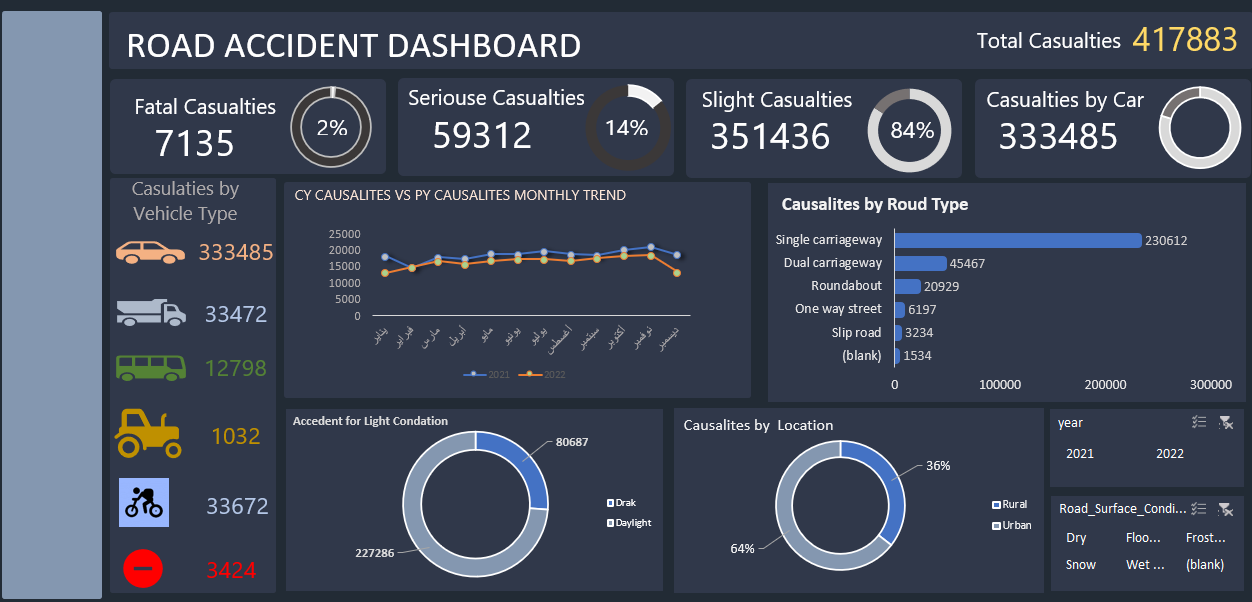 ROAD ACCIDENT DASHBOARD
Total Casualties 417883
Fatal Casualties
7135
2%
Seriouse Casualties
59312
14%
Slight Casualties
351436
84%
Casualties by Car
333485
Casulaties by
Vehicle Type
333485
33472
12798
1032
33672
3424
CY CAUSALITES VS PY CAUSALITES MONTHLY TREND
25000
20000
15000
10000
5000
0
يناير
فبراير
مارس
ابريل
مايو
يونيو
يوليو
أغسطس
سبتمبر
أكتوبر
نوفمبر
ديسمبر
2021
2022
Causalites by Roud Type
Single carriageway 230612
Dual carriageway 45467
Roundabout 20929
One way street 6197
Slip road 3234
(blank) 1534
0 100000 200000 300000
Accedent for Light Condation
80687
227286
Drak
Daylight
Causalites by Location
36%
64%
Rural
Urban
year
2021 2022
Road_Surface_Condi...
Dry Floo... Frost...
Snow Wet ... (blank)